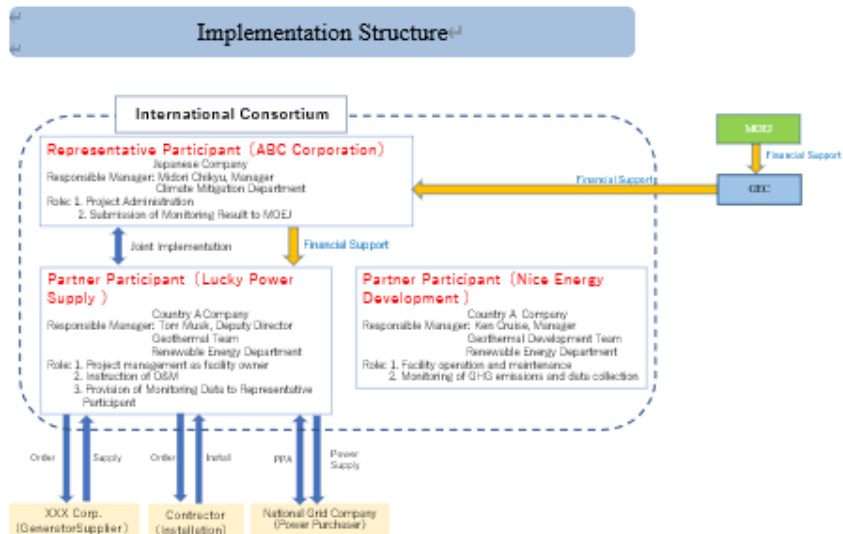 Implementation Structure
International Consortium
Representative Participant (ABC Corporation)
Japanese Company
Responsible Manager: Midori Chikyu, Manager
Climate Mitigation Department
Role: 1. Project Administration
2. Submission of Monitoring Result to MOEJ
MOEJ
Financial Support
GEC
Financial Support
Joint Implementation
Financial Support
Partner Participant (Lucky Power
Supply )
Country A Company
Responsible Manager: Tom Musk, Deputy Director
Geothermal Team
Renewable Energy Department
Role: 1. Project management as facility owner
2. Instruction of O&M
3. Provision of Monitoring Data to Representative
Participant
Partner Participant (Nice Energy
Development )
Country A Company
Responsible Manager: Ken Cruise, Manager
Geothermal Development Team
Renewable Energy Department
Role: 1. Facility operation and maintenance
2. Monitoring of GHG emissions and data collection
Order
Supply
Order
Install
PPA
Power
Supply
XXX Corp.
(GeneratorSupplier)
Contractor
(Installation)
National Grid Company
(Power Purchaser)